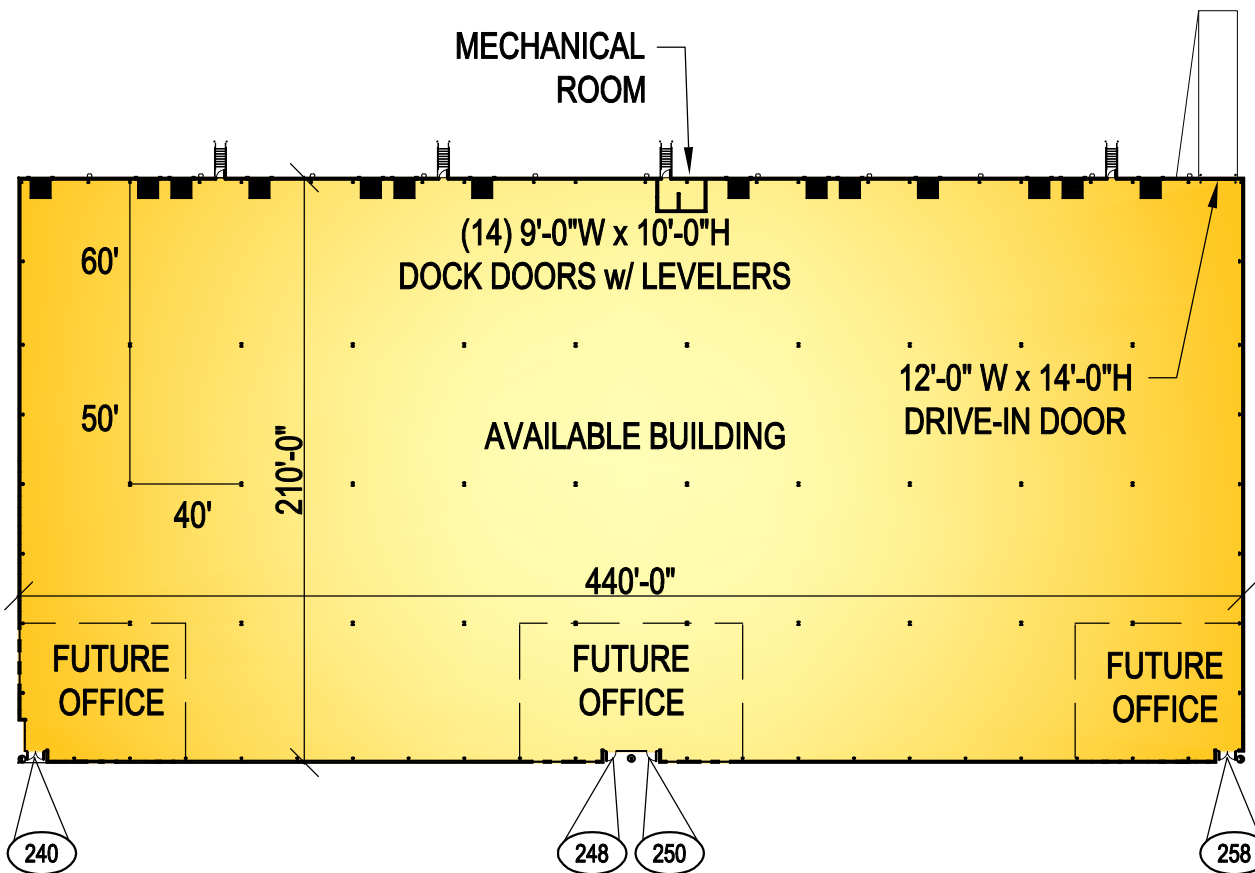 MECHANICAL
ROOM
(14) 9'-0"W x 10'-0"H
DOCK DOORS w/ LEVELERS
60'
12'-0" W x 14'-0"H
DRIVE-IN DOOR
50'
AVAILABLE BUILDING
210'-0"
40'
440'-0"
FUTURE
OFFICE
FUTURE
OFFICE
FUTURE
OFFICE
240
248
250
258